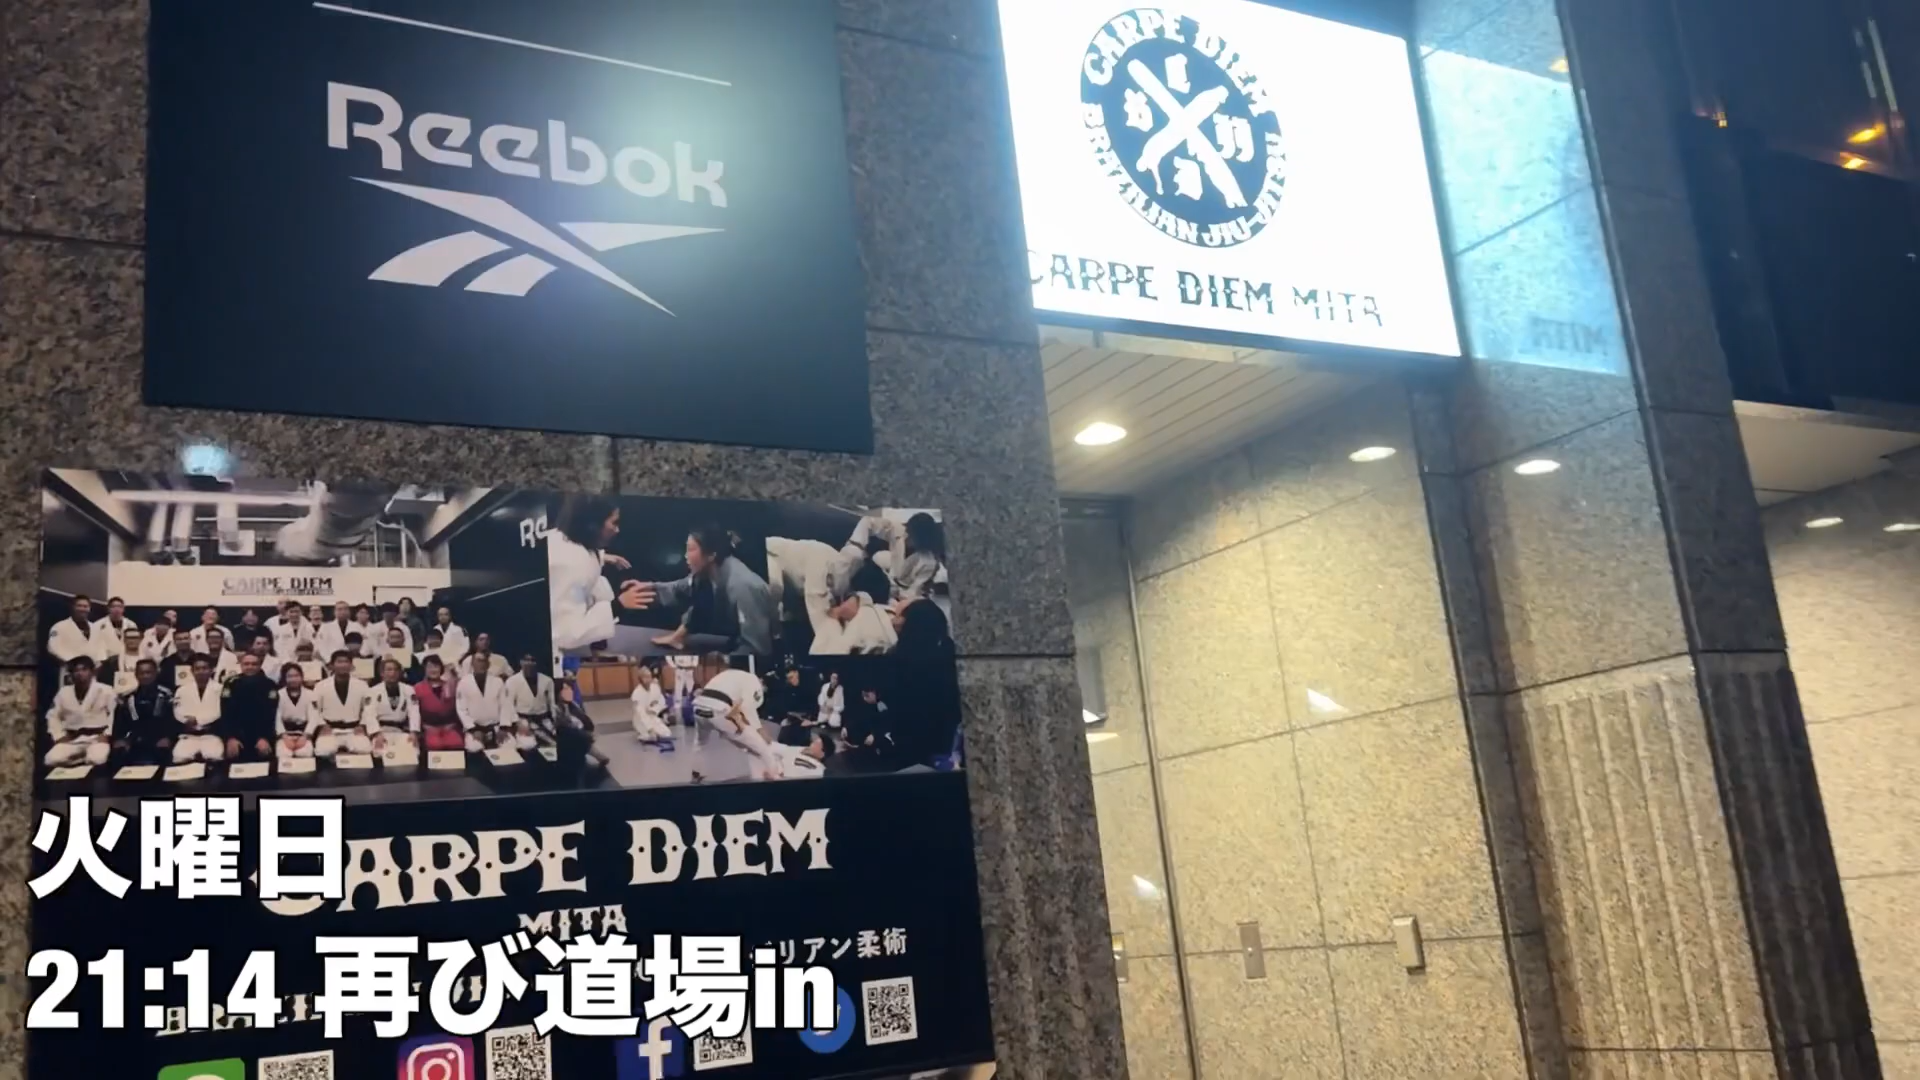 Reebok
CARPE DIEM
BRAZILIAN JIU-JITSU
CARPE DIEM MITA
CARPE DIEM
火曜日
CARPE DIEM
MITA
リアン柔術
21:14 再び道場in